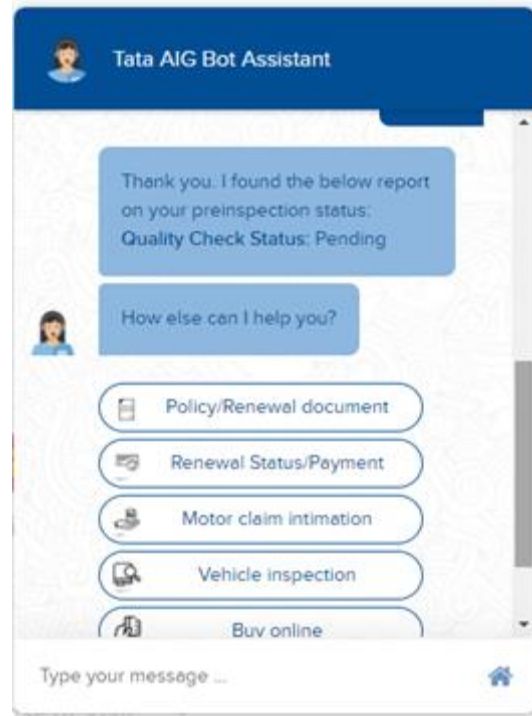 Tata AIG Bot Assistant
Thank you. I found the below report
on your preinspection status:
Quality Check Status: Pending
How else can I help you?
Policy/Renewal document
Renewal Status/Payment
Motor claim intimation
Vehicle inspection
Buy online
Type your message ...